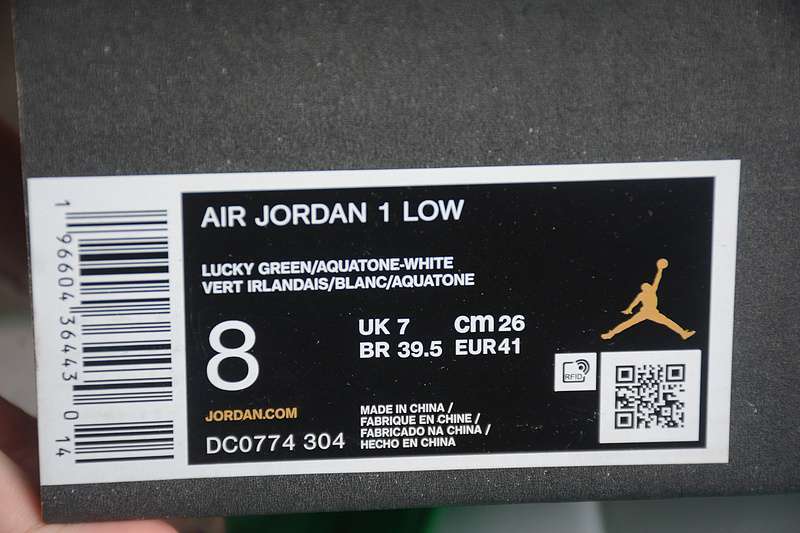 AIR JORDAN 1 LOW
LUCKY GREEN/AQUATONE-WHITE
VERT IRLANDAIS/BLANC/AQUATONE
8
UK 7 cm 26
BR 39.5 EUR 41
JORDAN.COM
DC0774 304
MADE IN CHINA /
FABRIQUE EN CHINE /
FABRICADO NA CHINA /
HECHO EN CHINA
RFID
1 96604 36443 0 14